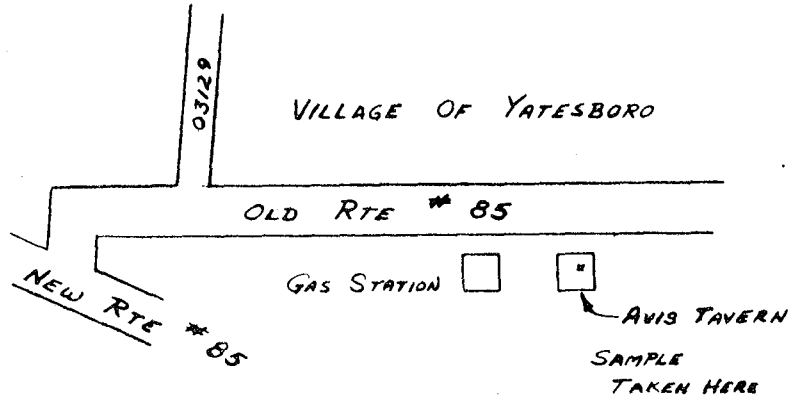 03129
VILLAGE OF YATESBORO
OLD RTE # 85
GAS STATION
NEW RTE # 85
AVIS TAVERN
SAMPLE
TAKEN HERE